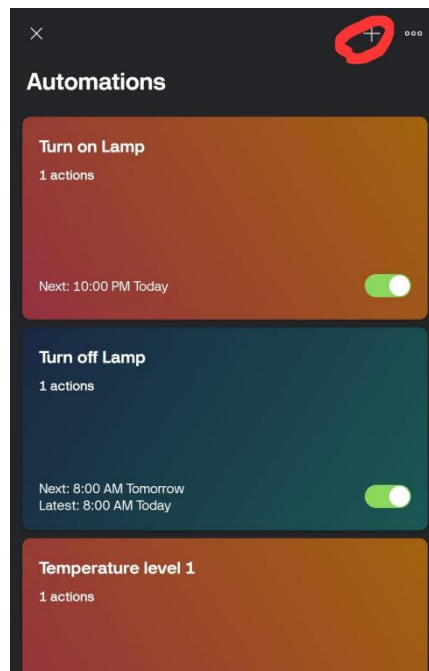 Automations
Turn on Lamp
1 actions
Next: 10:00 PM Today
Turn off Lamp
1 actions
Next: 8:00 AM Tomorrow
Latest: 8:00 AM Today
Temperature level 1
1 actions